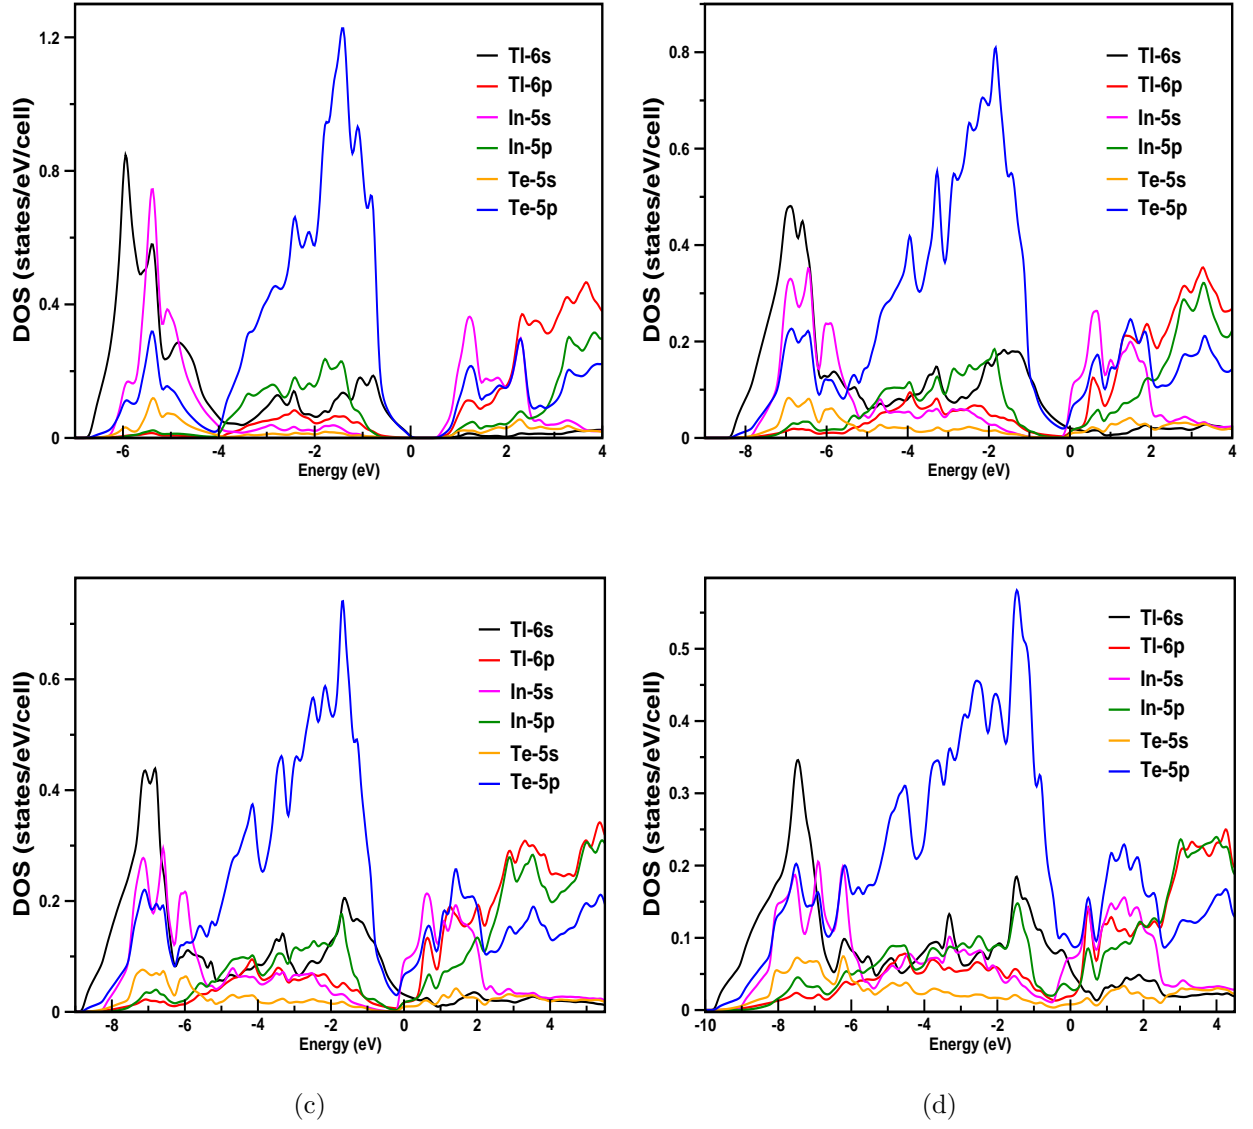 DOS (states/eV/cell)
1.2
0.8
0.4
0
-6
-4
-2
0
2
4
Energy (eV)
Tl-6s
Tl-6p
In-5s
In-5p
Te-5s
Te-5p
DOS (states/eV/cell)
0.8
0.6
0.4
0.2
0
-8
-6
-4
-2
0
2
4
Energy (eV)
Tl-6s
Tl-6p
In-5s
In-5p
Te-5s
Te-5p
DOS (states/eV/cell)
0.6
0.4
0.2
0
-8
-6
-4
-2
0
2
4
Energy (eV)
Tl-6s
Tl-6p
In-5s
In-5p
Te-5s
Te-5p
(c)
DOS (states/eV/cell)
0.5
0.4
0.3
0.2
0.1
0
-10
-8
-6
-4
-2
0
2
4
Energy (eV)
Tl-6s
Tl-6p
In-5s
In-5p
Te-5s
Te-5p
(d)